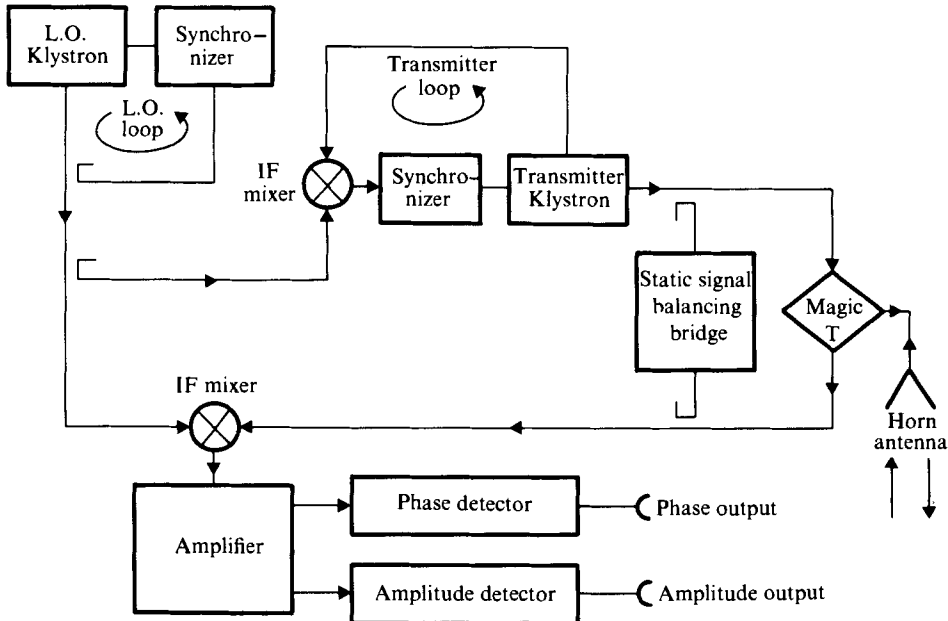 L.O.
Klystron
Synchro–
nizer
L.O.
loop
Transmitter
loop
IF
mixer
Synchro–
nizer
Transmitter
Klystron
Static signal
balancing
bridge
Magic
T
IF mixer
Horn
antenna
Amplifier
Phase detector
Phase output
Amplitude detector
Amplitude output